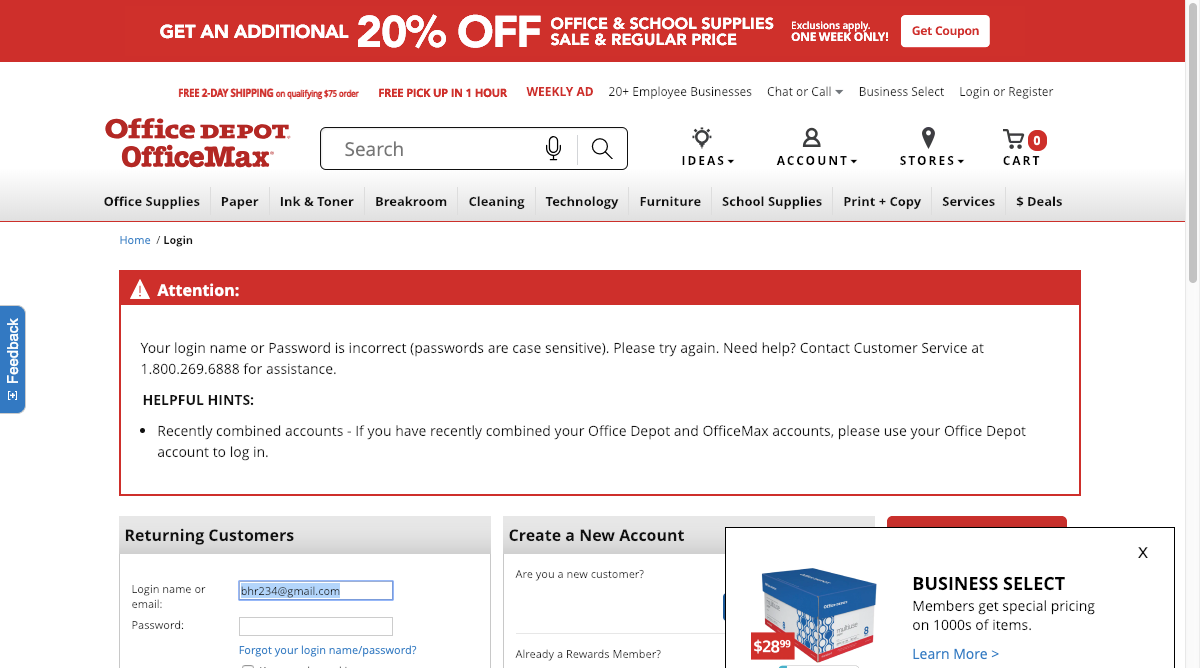 GET AN ADDITIONAL 20% OFF OFFICE & SCHOOL SUPPLIES SALE & REGULAR PRICE Exclusions apply. ONE WEEK ONLY! Get Coupon
FREE 2-DAY SHIPPING on qualifying $75 order FREE PICK UP IN 1 HOUR WEEKLY AD 20+ Employee Businesses Chat or Call Business Select Login or Register
Office DEPOT
OfficeMax
Search
IDEAS ACCOUNT STORES 0 CART
Office Supplies Paper Ink & Toner Breakroom Cleaning Technology Furniture School Supplies Print + Copy Services $ Deals
Home / Login
Attention:
Your login name or Password is incorrect (passwords are case sensitive). Please try again. Need help? Contact Customer Service at
1.800.269.6888 for assistance.
HELPFUL HINTS:
• Recently combined accounts - If you have recently combined your Office Depot and OfficeMax accounts, please use your Office Depot
account to log in.
Feedback
Returning Customers
Login name or
email:
bhr234@gmail.com
Password:
Forgot your login name/password?
Create a New Account
Are you a new customer?
Already a Rewards Member?
X
BUSINESS SELECT
Members get special pricing
on 1000s of items.
Learn More >
$28.99